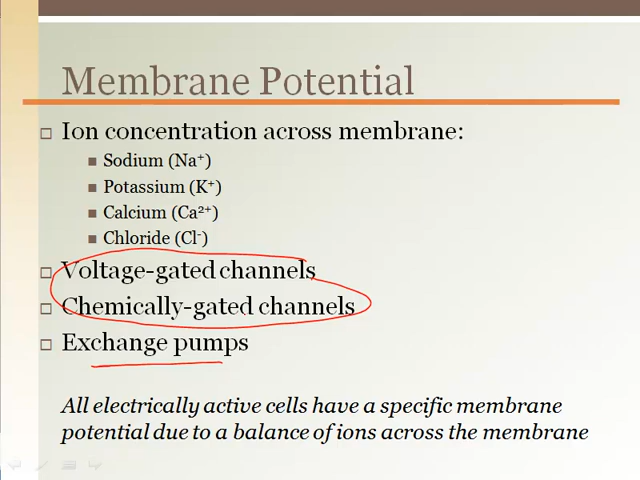 Membrane Potential
Ion concentration across membrane:
Sodium (Na⁺)
Potassium (K⁺)
Calcium (Ca²⁺)
Chloride (Cl⁻)
Voltage-gated channels
Chemically-gated channels
Exchange pumps
All electrically active cells have a specific membrane
potential due to a balance of ions across the membrane